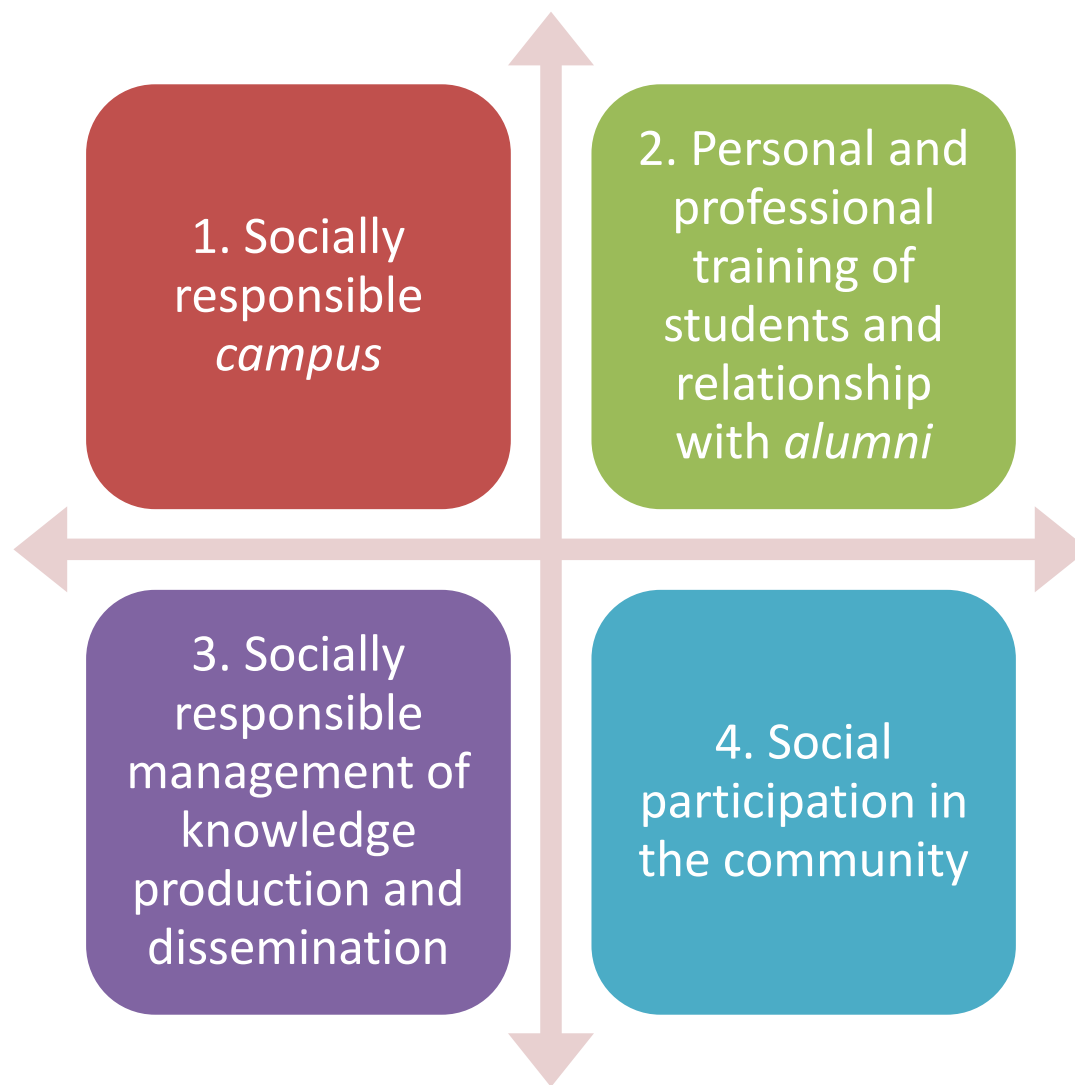 1. Socially
responsible
campus
2. Personal and
professional
training of
students and
relationship
with alumni
3. Socially
responsible
management of
knowledge
production and
dissemination
4. Social
participation in
the community